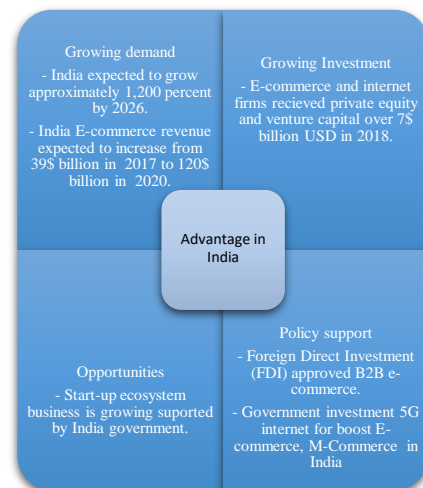 Growing demand
- India expected to grow
approximately 1,200 percent
by 2026.
- India E-commerce revenue
expected to increase from
39$ billion in 2017 to 120$
billion in 2020.
Growing Investment
- E-commerce and internet
firms recieved private equity
and venture capital over 7$
billion USD in 2018.
Advantage in
India
Opportunities
- Start-up ecosystem
business is growing suported
by India government.
Policy support
- Foreign Direct Investment
(FDI) approved B2B e-
commerce.
- Government investment 5G
internet for boost E-
commerce, M-Commerce in
India